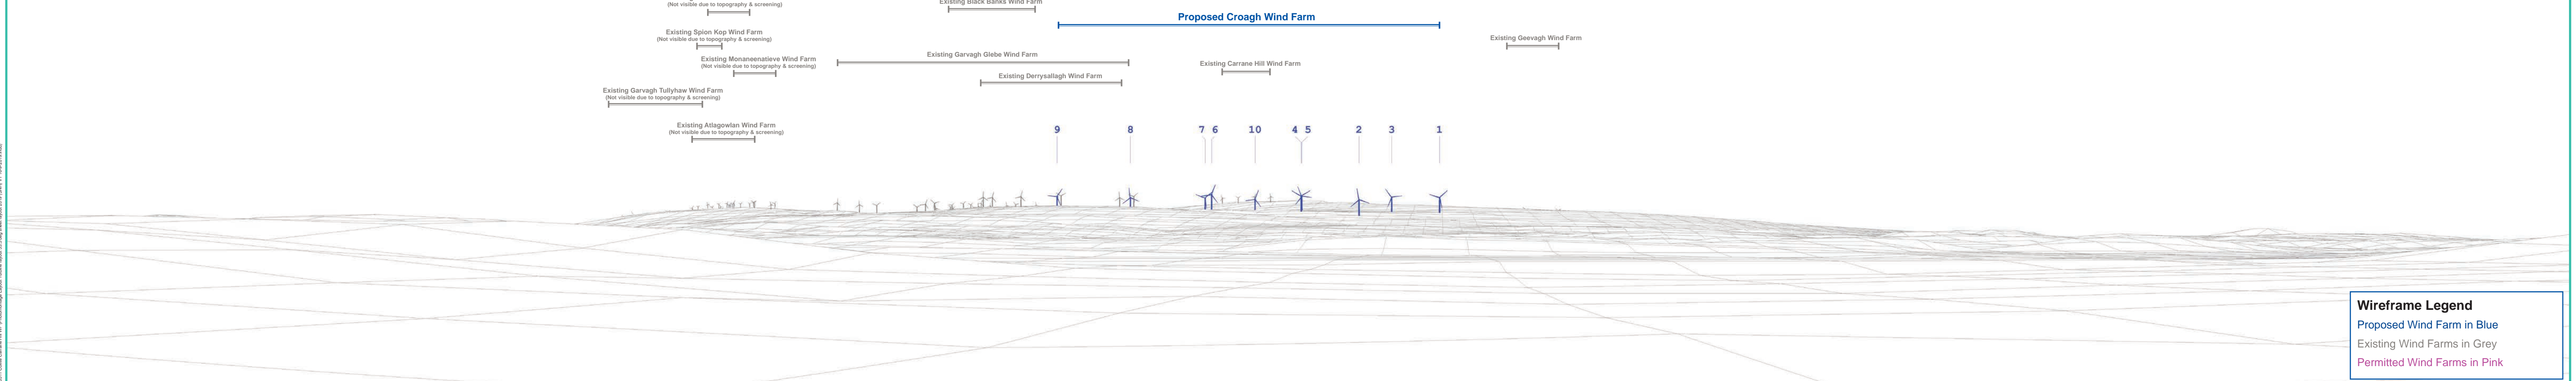 (Not visible due to topography & screening)
Existing Black Banks Wind Farm
Proposed Croagh Wind Farm
Existing Spion Kop Wind Farm
(Not visible due to topography & screening)
Existing Geevagh Wind Farm
Existing Garvagh Glebe Wind Farm
Existing Monaneenatieve Wind Farm
(Not visible due to topography & screening)
Existing Carrane Hill Wind Farm
Existing Derrysallagh Wind Farm
Existing Garvagh Tullyhaw Wind Farm
(Not visible due to topography & screening)
Existing Altagowlan Wind Farm
(Not visible due to topography & screening)
9 8 7 6 10 4 5 2 3 1
Wireframe Legend
Proposed Wind Farm in Blue
Existing Wind Farms in Grey
Permitted Wind Farms in Pink